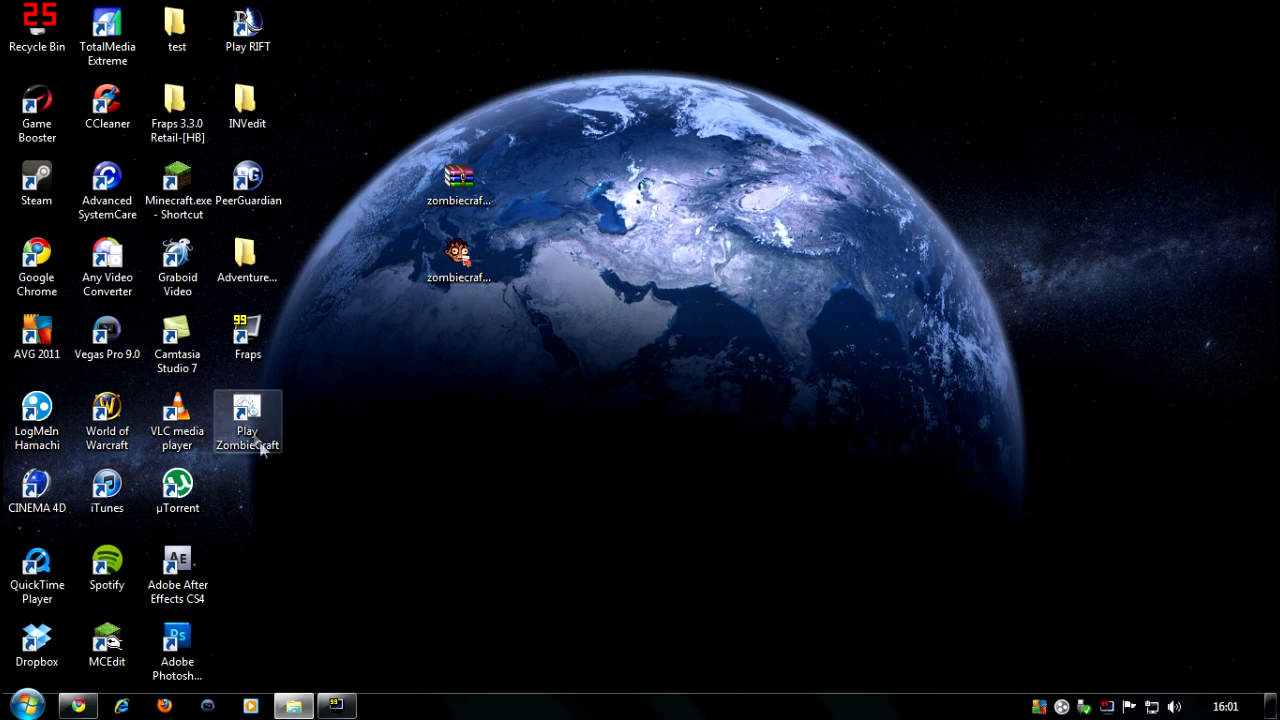 25
Recycle Bin
TotalMedia
Extreme
test
Play RIFT
Game
Booster
CCleaner
Fraps 3.3.0
Retail-[HB]
INVedit
Steam
Advanced
SystemCare
Minecraft.exe
- Shortcut
PeerGuardian
zombiecraf...
Google
Chrome
Any Video
Converter
Graboid
Video
Adventure...
zombiecraf...
AVG 2011
Vegas Pro 9.0
Camtasia
Studio 7
99
Fraps
LogMeIn
Hamachi
World of
Warcraft
VLC media
player
Play
ZombieCraft
CINEMA 4D
iTunes
µTorrent
QuickTime
Player
Spotify
AE
Adobe After
Effects CS4
Dropbox
MCEdit
Ps
Adobe
Photosh...
99
16:01